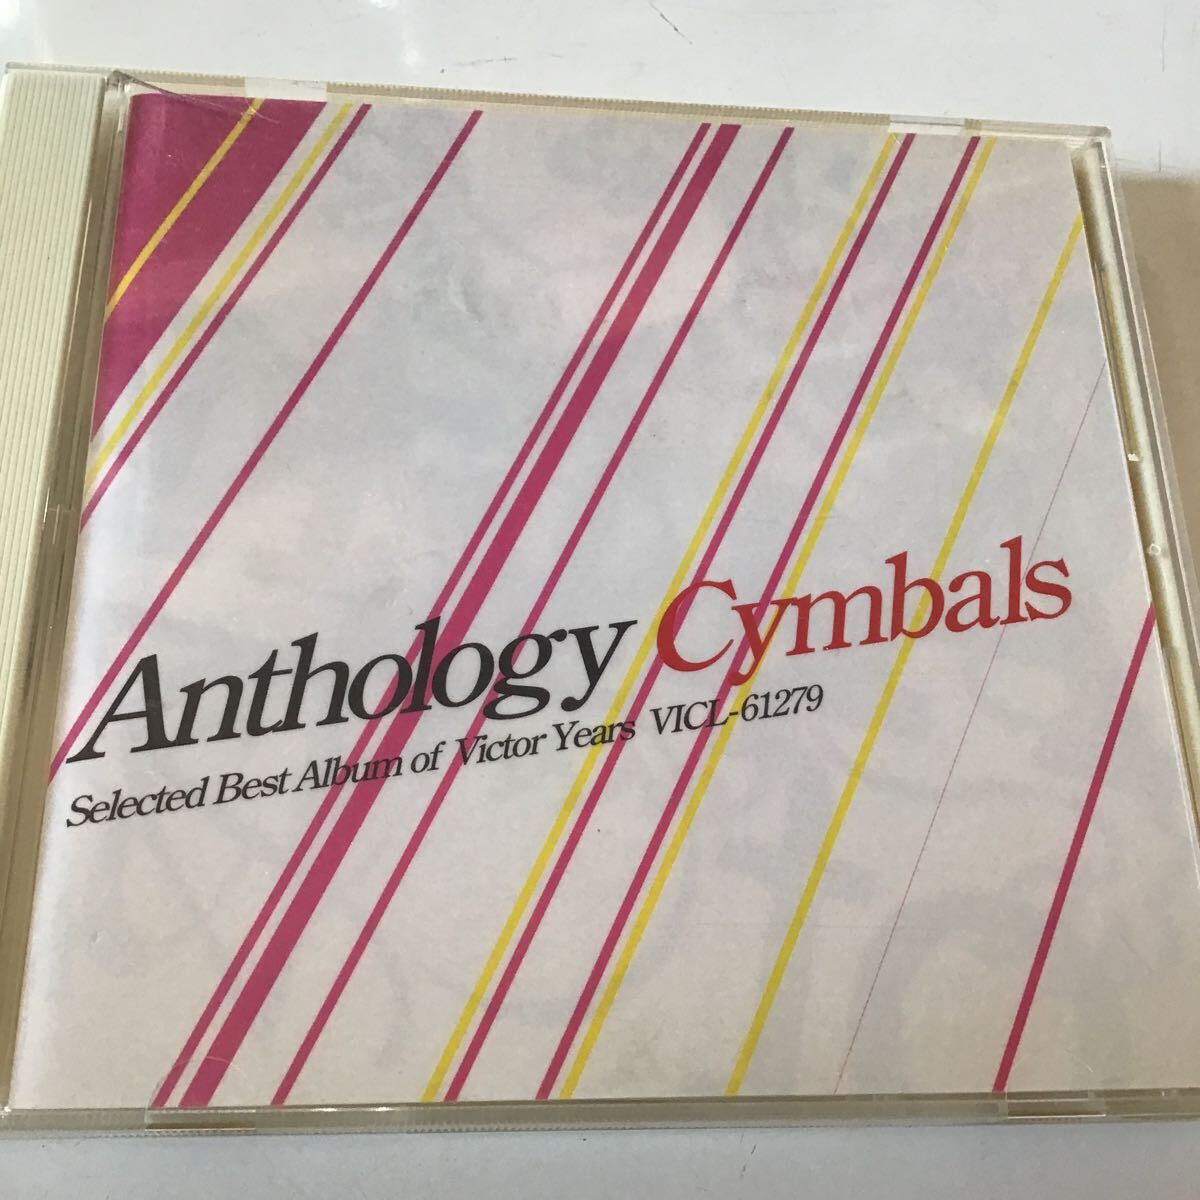 Anthology Cymbals
Selected Best Album of Victor Years VICL-61279